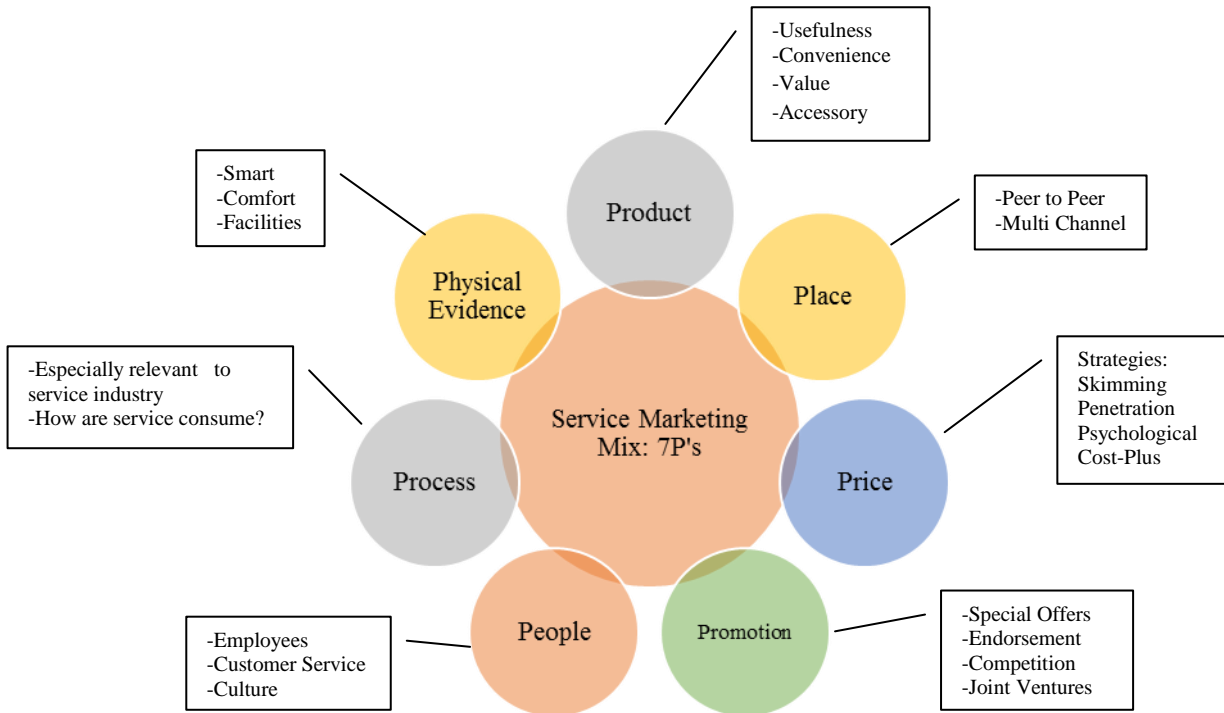 -Usefulness
-Convenience
-Value
-Accessory
-Smart
-Comfort
-Facilities
Product
-Peer to Peer
-Multi Channel
Physical
Evidence
Place
-Especially relevant to
service industry
-How are service consume?
Strategies:
Skimming
Penetration
Psychological
Cost-Plus
Service Marketing
Mix: 7P's
Process
Price
-Employees
-Customer Service
-Culture
People
Promotion
-Special Offers
-Endorsement
-Competition
-Joint Ventures